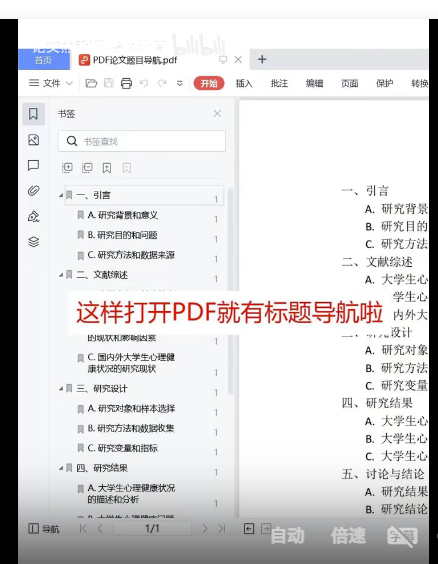 bilibili
首页
PDF论文题目导航.pdf
文件
开始
插入
批注
编辑
页面
保护
转换
书签
书签查找
一、引言
1
A. 研究背景和意义
1
B. 研究目的和问题
1
C. 研究方法和数据来源
1
二、文献综述
1
这样打开PDF就有标题导航啦
的现状和影响因素
1
C. 国内外大学生心理健
康状况的研究现状
1
三、研究设计
1
A. 研究对象和样本选择
1
B. 研究方法和数据收集
1
C. 研究变量和指标
1
四、研究结果
1
A. 大学生心理健康状况
的描述和分析
1
一、引言
A. 研究背景
B. 研究目的
C. 研究方法
二、文献综述
A. 大学生心
学生心
内外大
设计
A. 研究对象
B. 研究方法
C. 研究变量
四、研究结果
A. 大学生心
B. 大学生心
C. 大学生心
五、讨论与结论
A. 研究结果
B. 研究结论
导航
1/1
自动
倍速